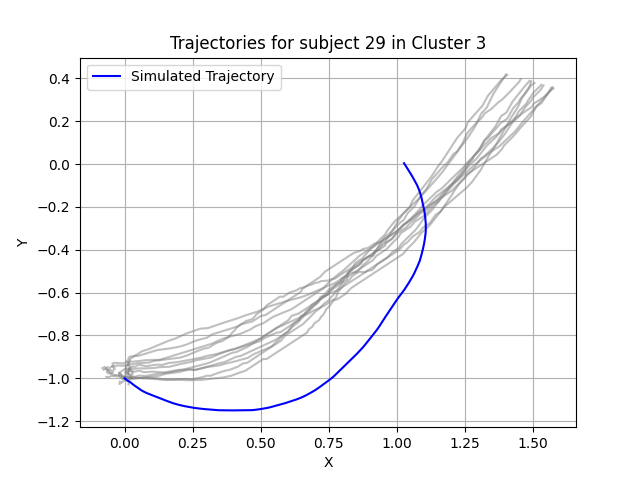 Trajectories for subject 29 in Cluster 3
Simulated Trajectory
Y
0.4
0.2
0.0
−0.2
−0.4
−0.6
−0.8
−1.0
−1.2
0.00 0.25 0.50 0.75 1.00 1.25 1.50
X